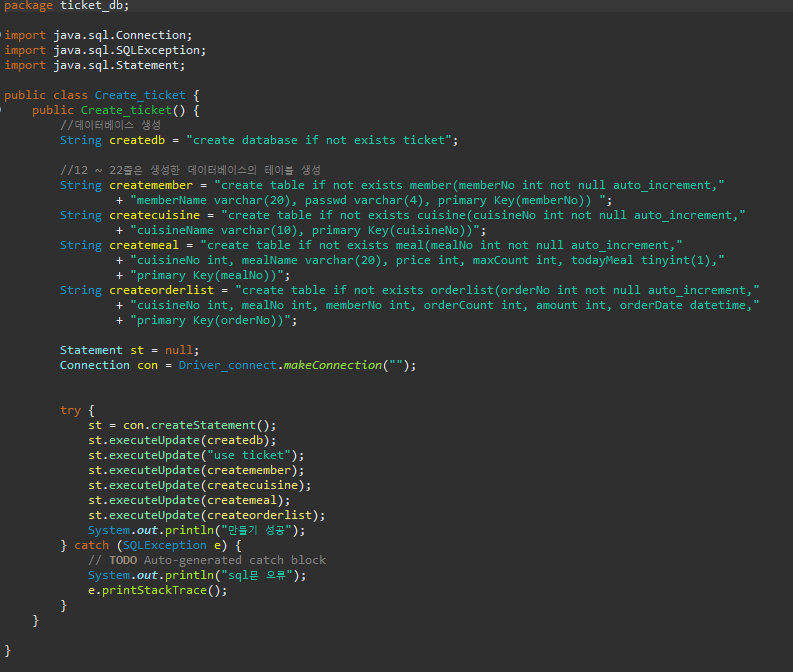 package ticket_db;
import java.sql.Connection;
import java.sql.SQLException;
import java.sql.Statement;
public class Create_ticket {
public Create_ticket() {
//데이터베이스 생성
String createdb = "create database if not exists ticket";
//12 ~ 22줄은 생성한 데이터베이스의 테이블 생성
String createmember = "create table if not exists member(memberNo int not null auto_increment,"
+ "memberName varchar(20), passwd varchar(4), primary Key(memberNo)) ";
String createcuisine = "create table if not exists cuisine(cuisineNo int not null auto_increment,"
+ "cuisineName varchar(10), primary Key(cuisineNo))";
String createmeal = "create table if not exists meal(mealNo int not null auto_increment,"
+ "cuisineNo int, mealName varchar(20), price int, maxCount int, todayMeal tinyint(1),"
+ "primary Key(mealNo))";
String createorderlist = "create table if not exists orderlist(orderNo int not null auto_increment,"
+ "cuisineNo int, mealNo int, memberNo int, orderCount int, amount int, orderDate datetime,"
+ "primary Key(orderNo))";
Statement st = null;
Connection con = Driver_connect.makeConnection("");
try {
st = con.createStatement();
st.executeUpdate(createdb);
st.executeUpdate("use ticket");
st.executeUpdate(createmember);
st.executeUpdate(createcuisine);
st.executeUpdate(createmeal);
st.executeUpdate(createorderlist);
System.out.println("만들기 성공");
} catch (SQLException e) {
// TODO Auto-generated catch block
System.out.println("sql문 오류");
e.printStackTrace();
}
}
}